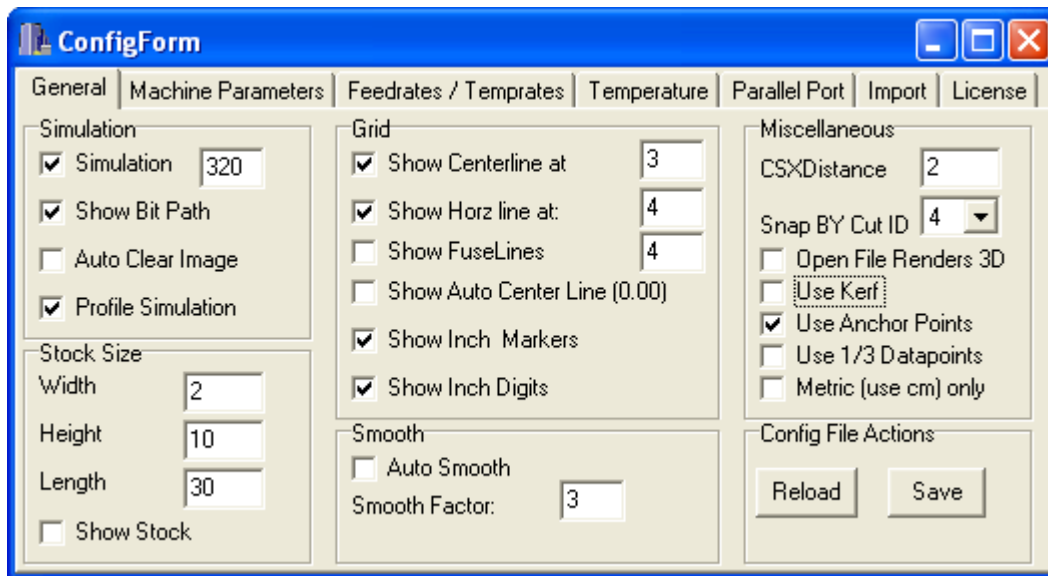 ConfigForm
General Machine Parameters Feedrates / Temprates Temperature Parallel Port Import License
Simulation
Simulation 320
Show Bit Path
Auto Clear Image
Profile Simulation
Stock Size
Width 2
Height 10
Length 30
Show Stock
Grid
Show Centerline at 3
Show Horz line at: 4
Show FuseLines 4
Show Auto Center Line (0.00)
Show Inch Markers
Show Inch Digits
Smooth
Auto Smooth
Smooth Factor: 3
Miscellaneous
CSXDistance 2
Snap BY Cut ID 4
Open File Renders 3D
Use Kerf
Use Anchor Points
Use 1/3 Datapoints
Metric (use cm) only
Config File Actions
Reload Save